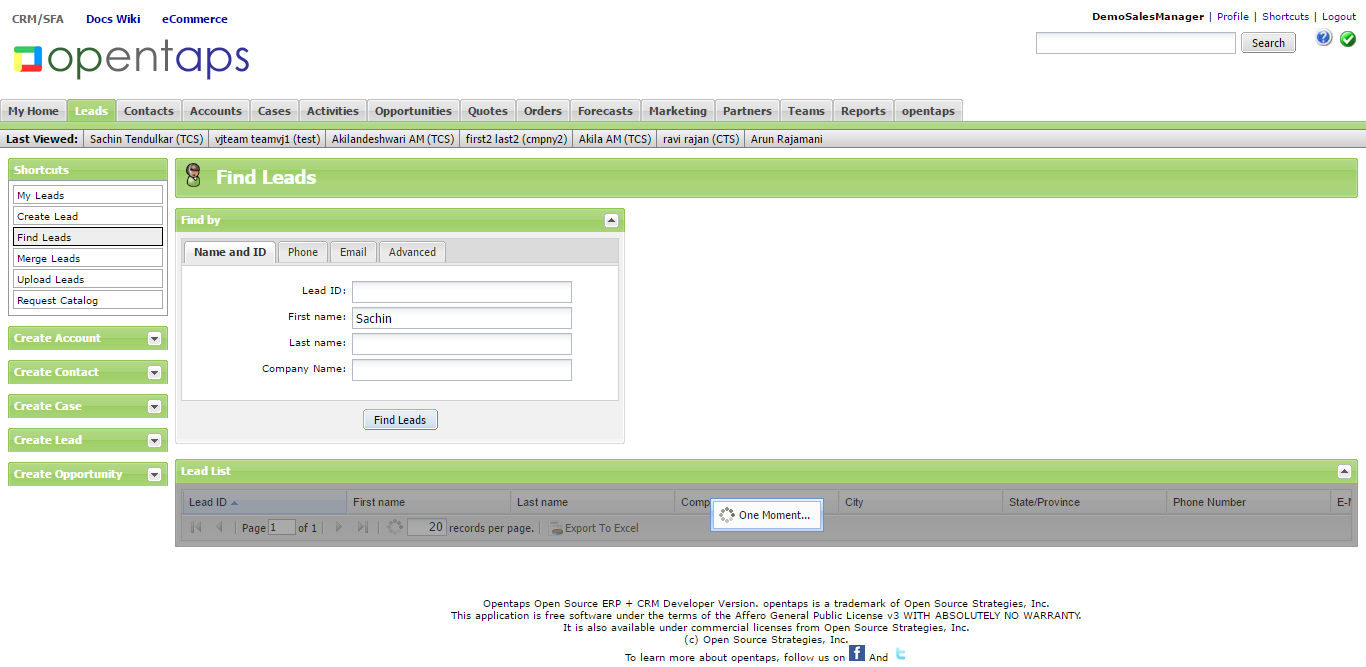 CRM/SFA Docs Wiki eCommerce
DemoSalesManager | Profile | Shortcuts | Logout
opentaps
Search
My Home Leads Contacts Accounts Cases Activities Opportunities Quotes Orders Forecasts Marketing Partners Teams Reports opentaps
Last Viewed: Sachin Tendulkar (TCS) vjteam teamvj1 (test) Akilandeshwari AM (TCS) first2 last2 (cmpny2) Akila AM (TCS) ravi rajan (CTS) Arun Rajamani
Shortcuts
My Leads
Create Lead
Find Leads
Merge Leads
Upload Leads
Request Catalog
Create Account
Create Contact
Create Case
Create Lead
Create Opportunity
Find Leads
Find by
Name and ID Phone Email Advanced
Lead ID:
First name: Sachin
Last name:
Company Name:
Find Leads
Lead List
Lead ID First name Last name Comp City State/Province Phone Number
One Moment...
Page 1 of 1 20 records per page. Export To Excel
Opentaps Open Source ERP + CRM Developer Version. opentaps is a trademark of Open Source Strategies, Inc.
This application is free software under the terms of the Affero General Public License v3 WITH ABSOLUTELY NO WARRANTY.
It is also available under commercial licenses from Open Source Strategies, Inc.
(c) Open Source Strategies, Inc.
To learn more about opentaps, follow us on f And t